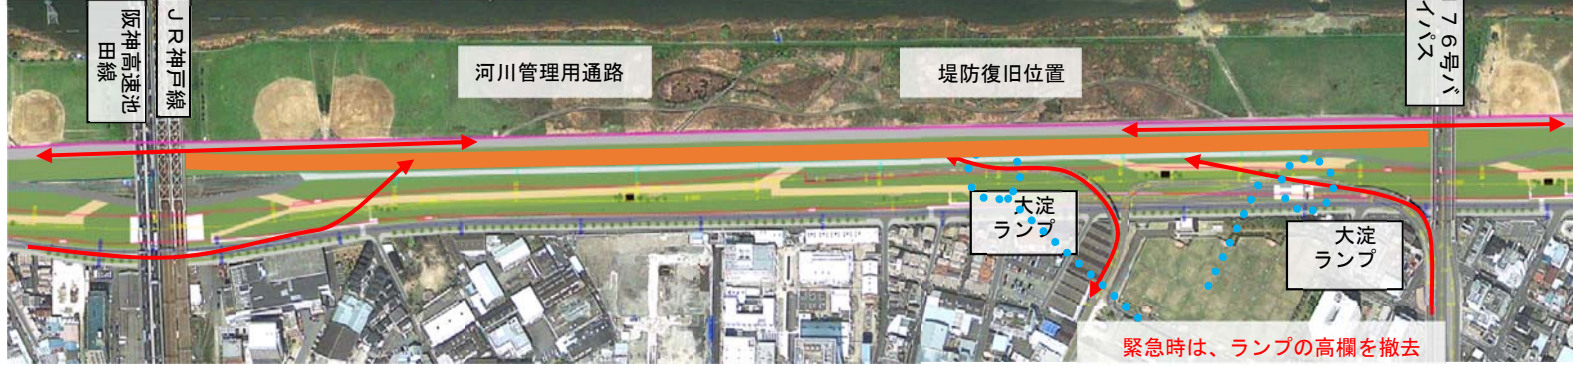 阪神高速池
田線
ＪＲ神戸線
河川管理用通路
堤防復旧位置
７６号バ
イパス
大淀
ランプ
大淀
ランプ
緊急時は、ランプの高欄を撤去